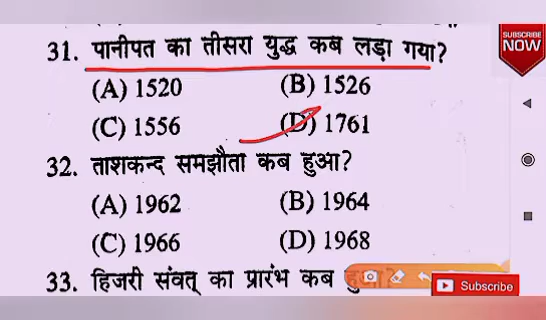 SUBSCRIBE
NOW
31. पानीपत का तीसरा युद्ध कब लड़ा गया?
(A) 1520 (B) 1526
(C) 1556 (D) 1761
32. ताशकन्द समझौता कब हुआ?
(A) 1962 (B) 1964
(C) 1966 (D) 1968
33. हिजरी संवत् का प्रारंभ कब हुआ?
Subscribe